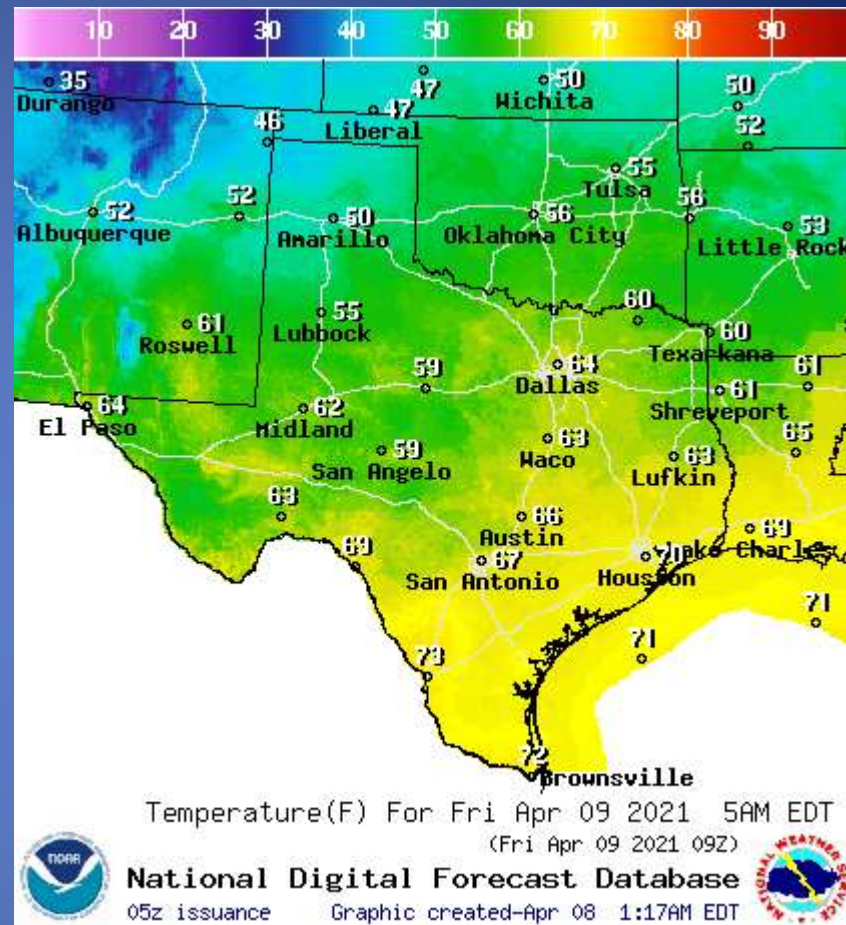 10 20 30 40 50 60 70 80 90
35
Durango
47
47
Liberal
50
Wichita
50
46
52
55
Tulsa
52
Albuquerque
52
50
Amarillo
56
Oklahoma City
58
53
Little Rock
61
Roswell
55
Lubbock
60
60
Texarkana
64
Dallas
59
61
61
Shreveport
64
El Paso
62
Midland
59
San Angelo
63
Waco
63
Lufkin
65
63
66
Austin
69
67
San Antonio
70
Houston
69
Lake Charles
73
71
71
72
Brownsville
Temperature(F) For Fri Apr 09 2021 5AM EDT
(Fri Apr 09 2021 09Z)
NOAA
National Digital Forecast Database
05z issuance Graphic created-Apr 08 1:17AM EDT
NATIONAL WEATHER SERVICE